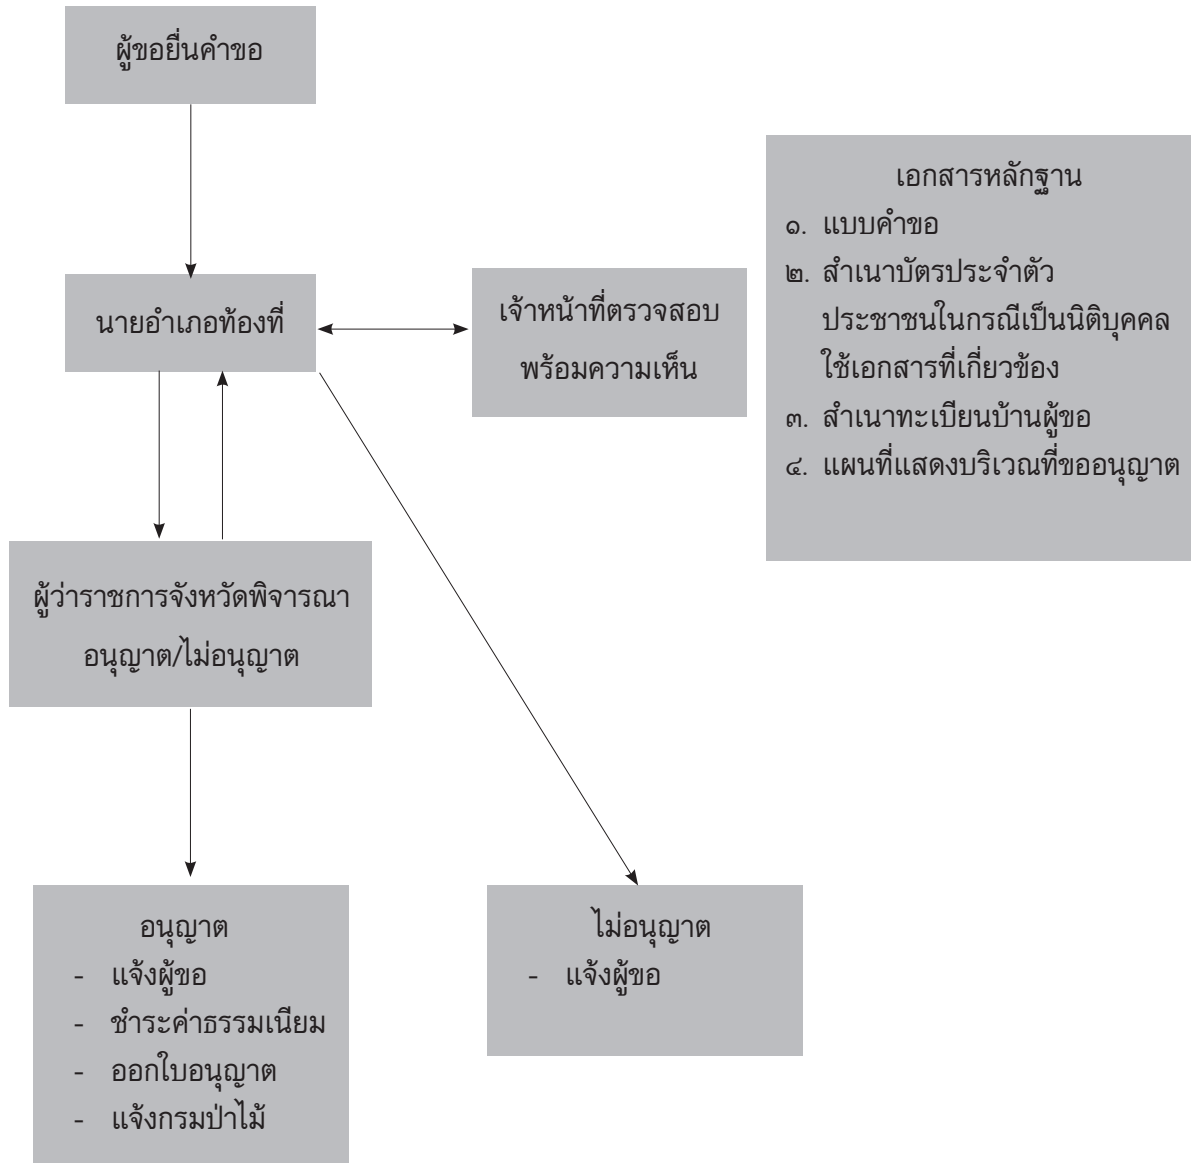 ผู้ขอยื่นคำขอ
เอกสารหลักฐาน
๑. แบบคำขอ
๒. สำเนาบัตรประจำตัว
ประชาชนในกรณีเป็นนิติบุคคล
ใช้เอกสารที่เกี่ยวข้อง
๓. สำเนาทะเบียนบ้านผู้ขอ
๔. แผนที่แสดงบริเวณที่ขออนุญาต
นายอำเภอท้องที่
เจ้าหน้าที่ตรวจสอบ
พร้อมความเห็น
ผู้ว่าราชการจังหวัดพิจารณา
อนุญาต/ไม่อนุญาต
อนุญาต
- แจ้งผู้ขอ
- ชำระค่าธรรมเนียม
- ออกใบอนุญาต
- แจ้งกรมป่าไม้
ไม่อนุญาต
- แจ้งผู้ขอ